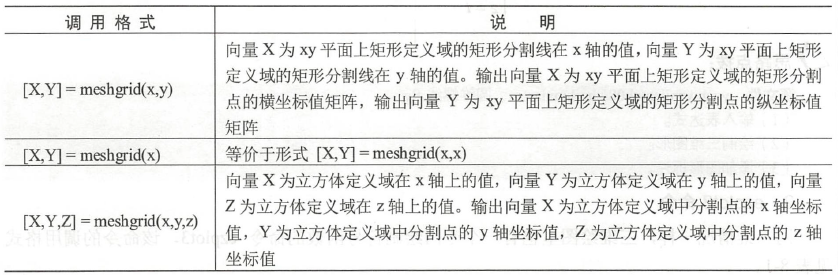 调用格式 说明
[X,Y] = meshgrid(x,y)
向量 X 为 xy 平面上矩形定义域的矩形分割线在 x 轴的值，向量 Y 为 xy 平面上矩形
定义域的矩形分割线在 y 轴的值。输出向量 X 为 xy 平面上矩形定义域的矩形分割
点的横坐标值矩阵，输出向量 Y 为 xy 平面上矩形定义域的矩形分割点的纵坐标值
矩阵
[X,Y] = meshgrid(x) 等价于形式 [X,Y] = meshgrid(x,x)
[X,Y,Z] = meshgrid(x,y,z)
向量 X 为立方体定义域在 x 轴上的值，向量 Y 为立方体定义域在 y 轴上的值，向量
Z 为立方体定义域在 z 轴上的值。输出向量 X 为立方体定义域中分割点的 x 轴坐标
值，Y 为立方体定义域中分割点的 y 轴坐标值，Z 为立方体定义域中分割点的 z 轴
坐标值